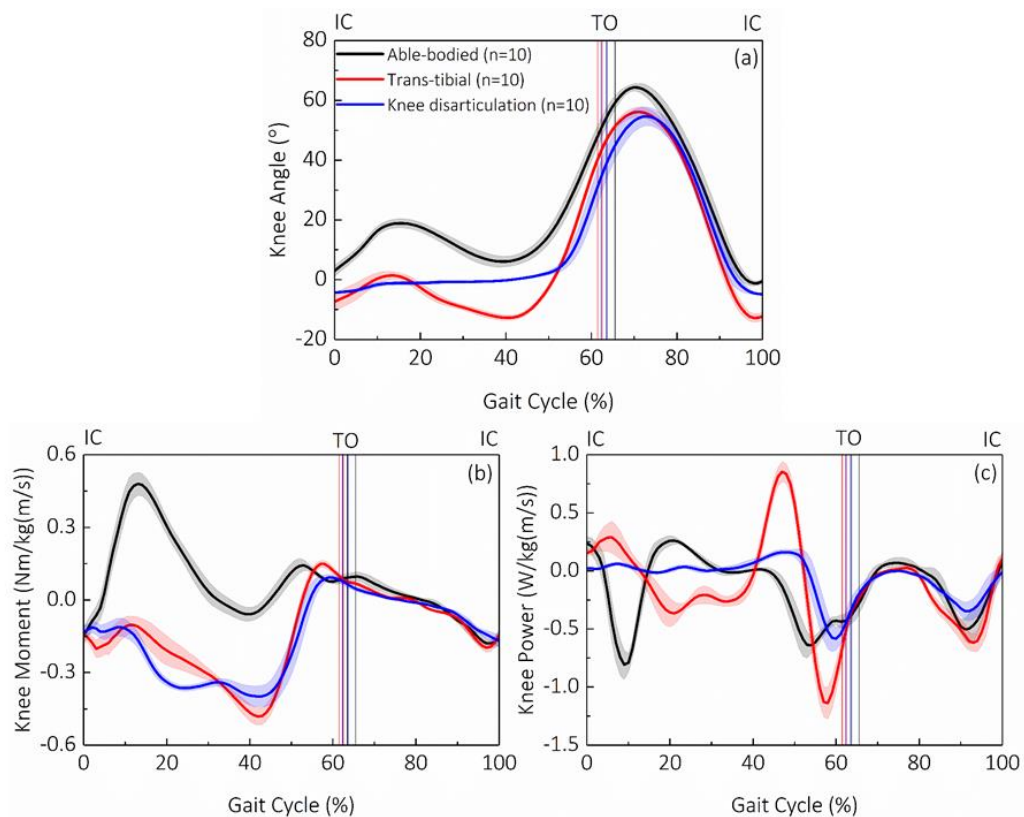 IC TO IC
(a)
Able-bodied (n=10)
Trans-tibial (n=10)
Knee disarticulation (n=10)
80
60
40
20
0
-20
Knee Angle (°)
0 20 40 60 80 100
Gait Cycle (%)
IC TO IC
(b)
0.6
0.3
0.0
-0.3
-0.6
Knee Moment (Nm/kg(m/s))
0 20 40 60 80 100
Gait Cycle (%)
IC TO IC
(c)
1.0
0.5
0.0
-0.5
-1.0
-1.5
Knee Power (W/kg(m/s))
0 20 40 60 80 100
Gait Cycle (%)